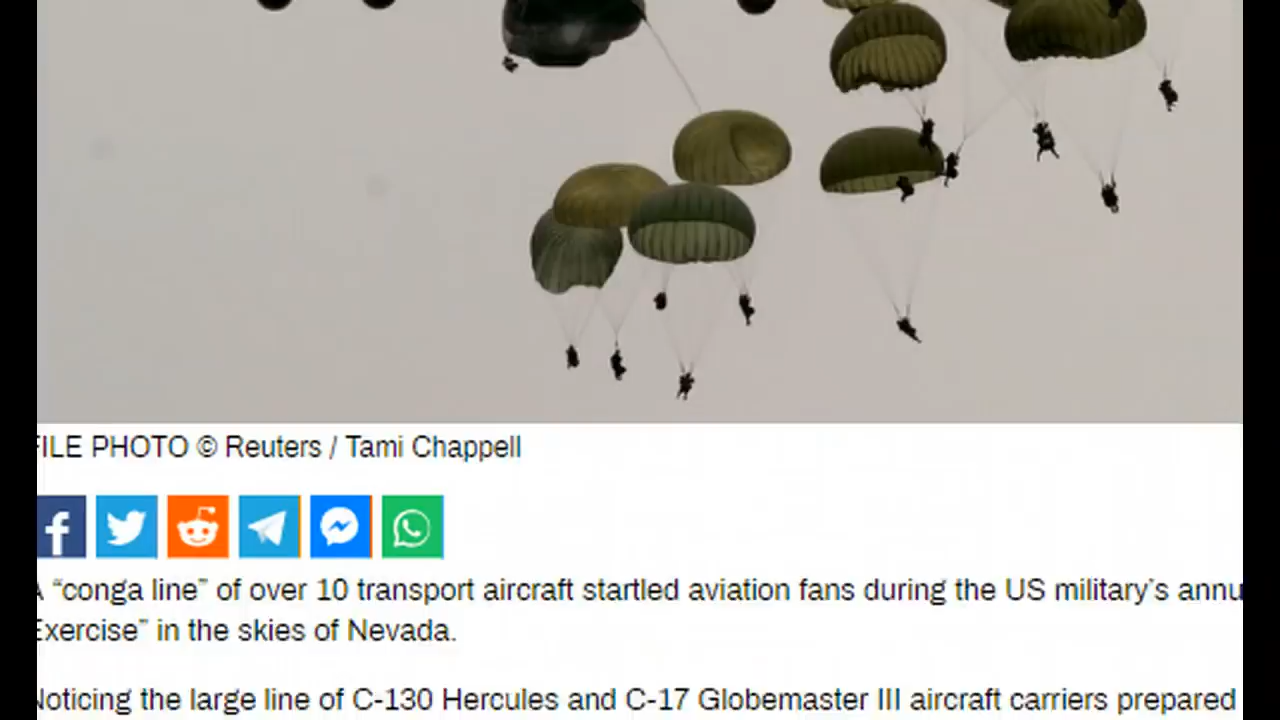 FILE PHOTO © Reuters / Tami Chappell
A “conga line” of over 10 transport aircraft startled aviation fans during the US military’s annu
Exercise” in the skies of Nevada.
Noticing the large line of C-130 Hercules and C-17 Globemaster III aircraft carriers prepared